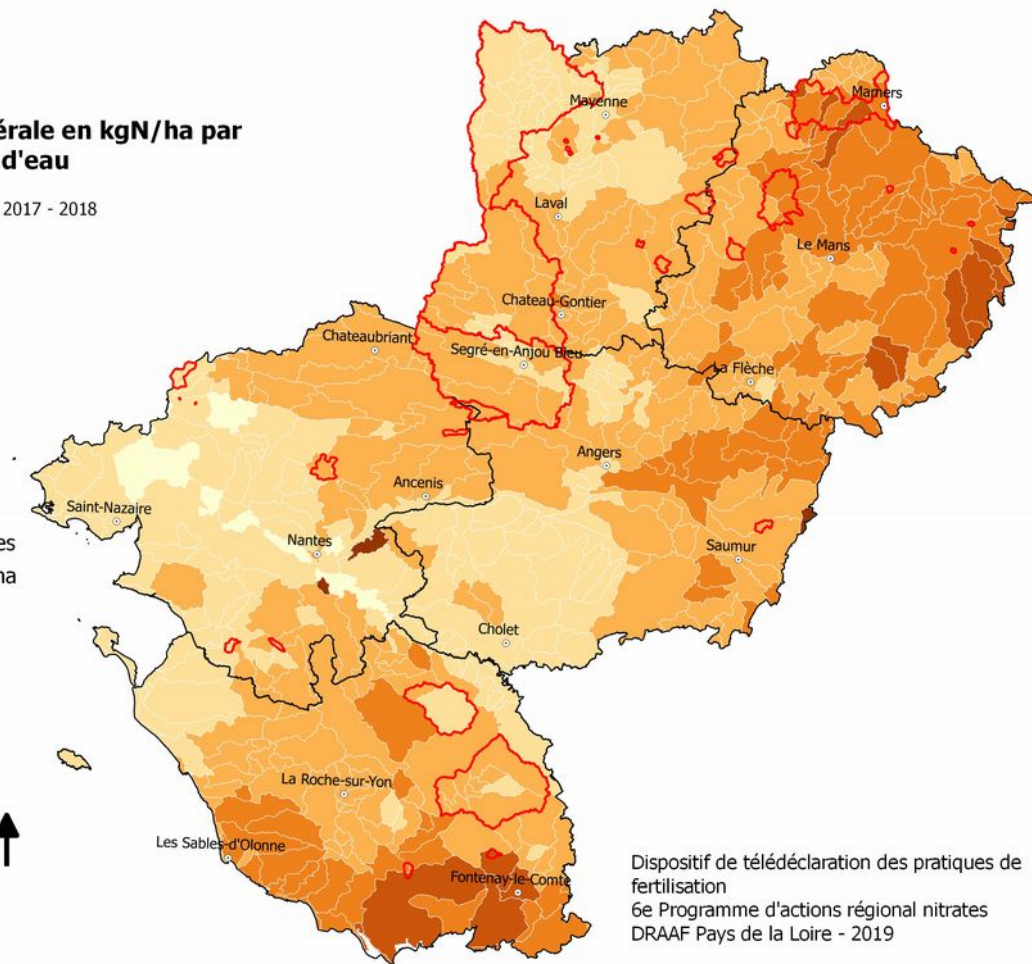 érale en kgN/ha par
d'eau
2017 - 2018
Mayenne
Mamers
Laval
Le Mans
Chateau-Gontier
Chateaubriant
Segré-en-Anjou Bleu
La Flèche
Angers
Ancenis
Saint-Nazaire
Nantes
Saumur
es
ha
Cholet
La Roche-sur-Yon
Les Sables-d'Olonne
Fontenay-le-Comte
Dispositif de télédéclaration des pratiques de
fertilisation
6e Programme d'actions régional nitrates
DRAAF Pays de la Loire - 2019